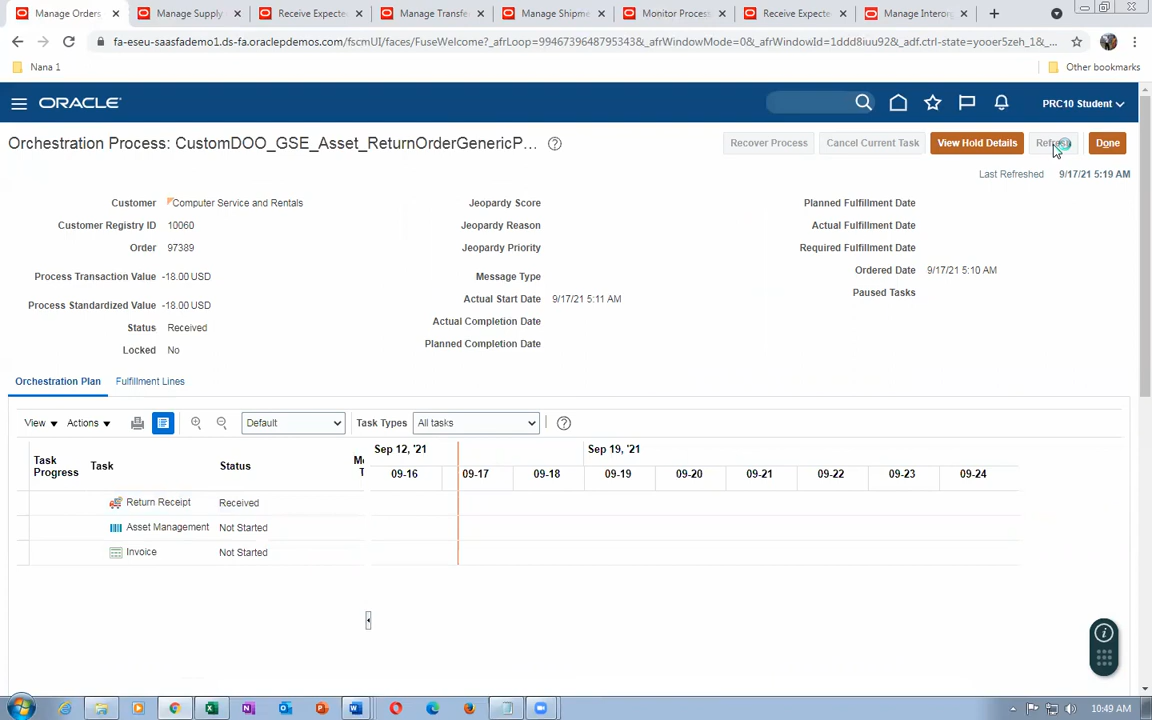 Manage Orders
Manage Supply
Receive Expecte
Manage Transfe
Manage Shipme
Monitor Process
Receive Expecte
Manage Interorg
fa-eseu-saasfademo1.ds-fa.oraclepdemos.com/fscmUI/faces/FuseWelcome?_afrLoop=9946739648795343&_afrWindowMode=0&_afrWindowId=1ddd8iuu92&_adf.ctrl-state=yooer5zeh_1&_...
Nana 1
Other bookmarks
ORACLE
PRC10 Student
Orchestration Process: CustomDOO_GSE_Asset_ReturnOrderGenericP...
Recover Process
Cancel Current Task
View Hold Details
Refresh
Done
Last Refreshed 9/17/21 5:19 AM
Customer Computer Service and Rentals
Customer Registry ID 10060
Order 97389
Process Transaction Value -18.00 USD
Process Standardized Value -18.00 USD
Status Received
Locked No
Jeopardy Score
Jeopardy Reason
Jeopardy Priority
Message Type
Actual Start Date 9/17/21 5:11 AM
Actual Completion Date
Planned Completion Date
Planned Fulfillment Date
Actual Fulfillment Date
Required Fulfillment Date
Ordered Date 9/17/21 5:10 AM
Paused Tasks
Orchestration Plan
Fulfillment Lines
View
Actions
Default
Task Types All tasks
Task Progress
Task
Status
Sep 12, '21
Sep 19, '21
09-16 09-17 09-18 09-19 09-20 09-21 09-22 09-23 09-24
Return Receipt Received
Asset Management Not Started
Invoice Not Started
10:49 AM